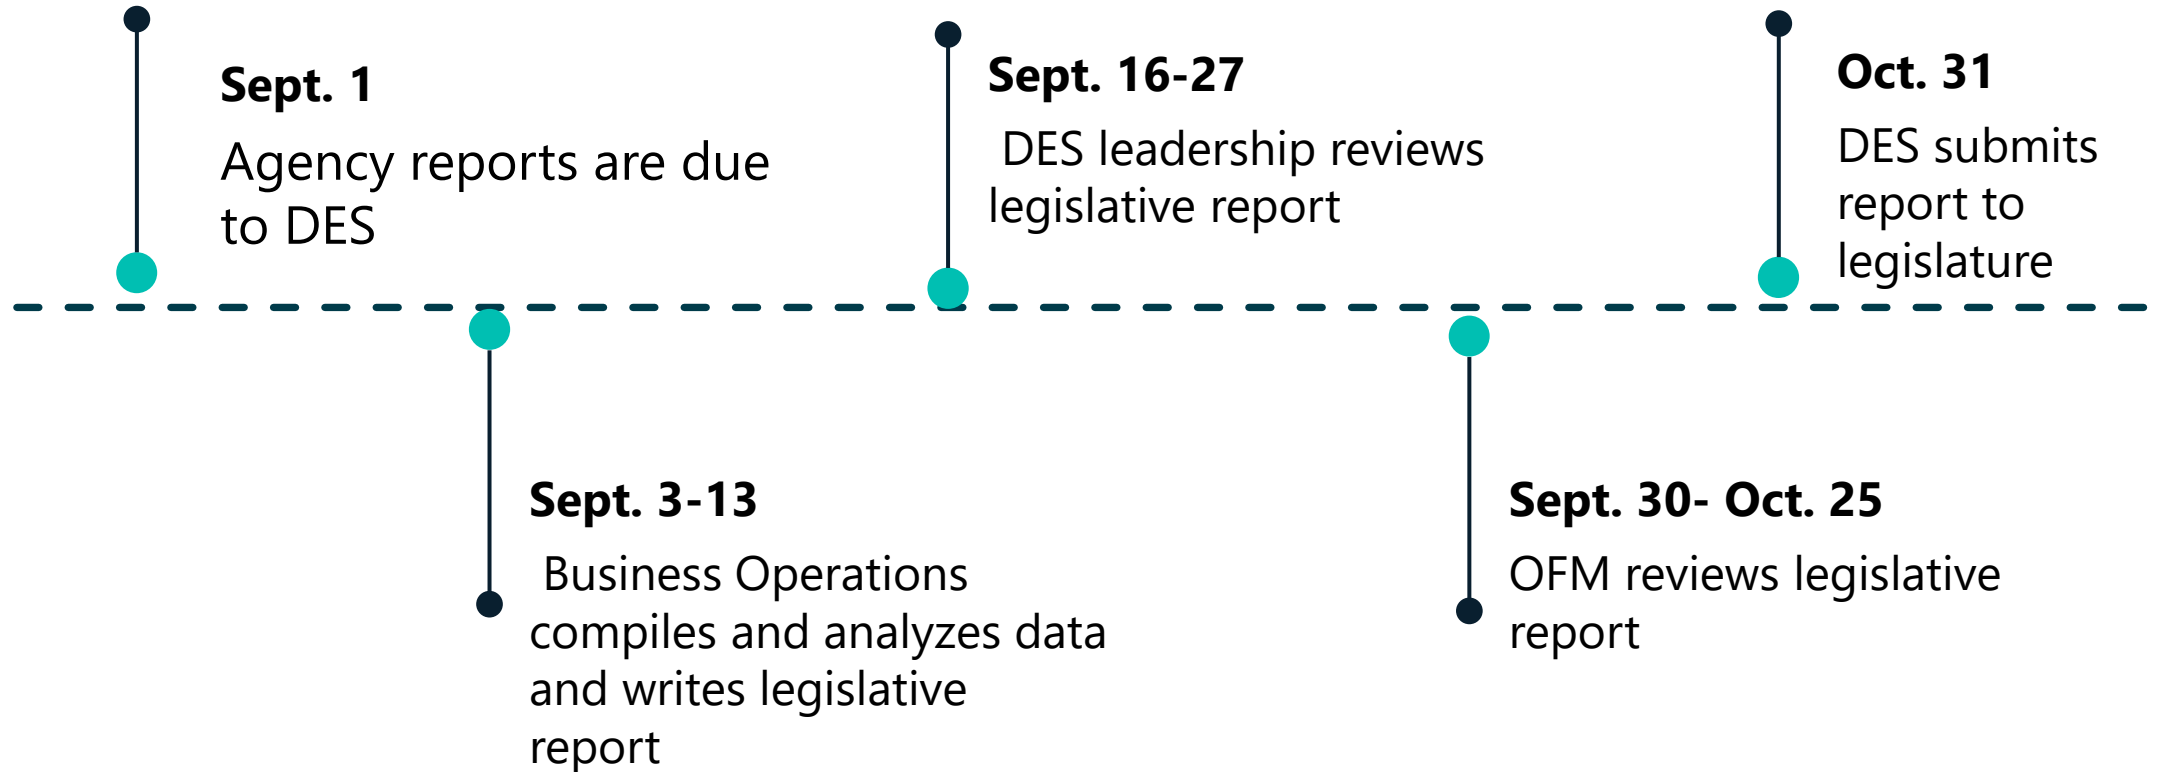 Sept. 1
Agency reports are due
to DES
Sept. 3-13
Business Operations
compiles and analyzes data
and writes legislative
report
Sept. 16-27
DES leadership reviews
legislative report
Sept. 30- Oct. 25
OFM reviews legislative
report
Oct. 31
DES submits
report to
legislature